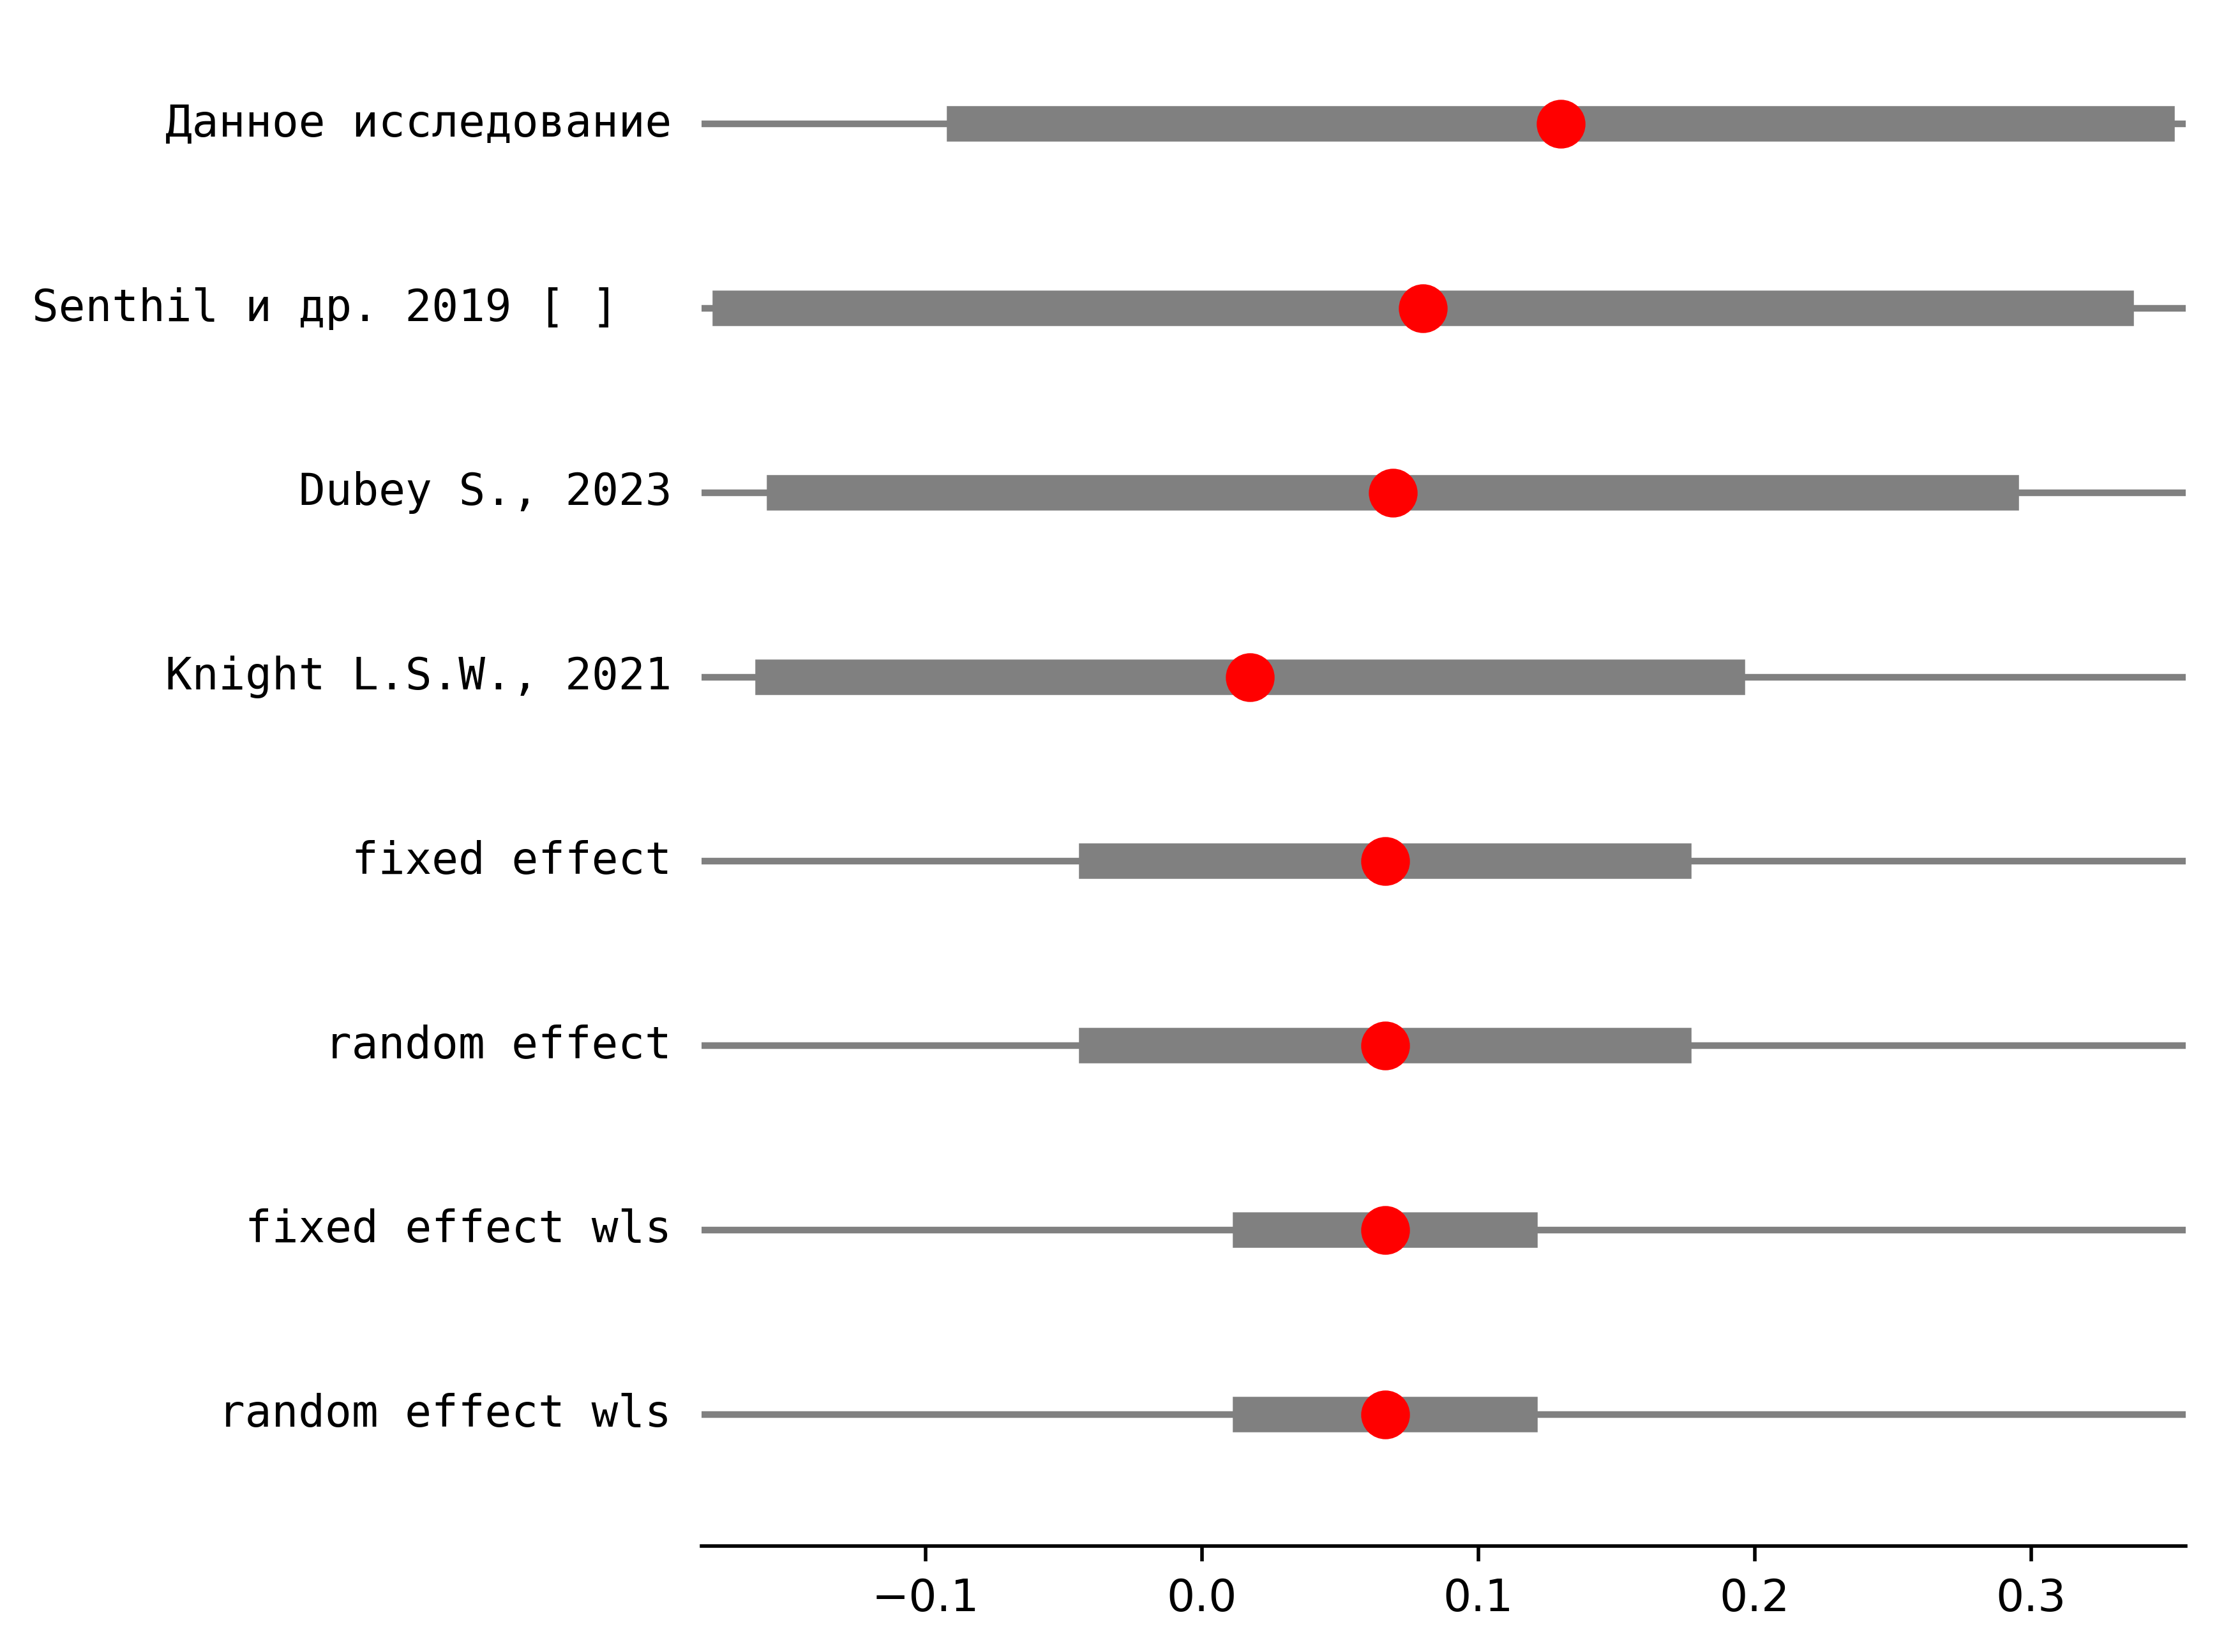 Данное исследование
Senthil и др. 2019 [ ]
Dubey S., 2023
Knight L.S.W., 2021
fixed effect
random effect
fixed effect wls
random effect wls
−0.1 0.0 0.1 0.2 0.3